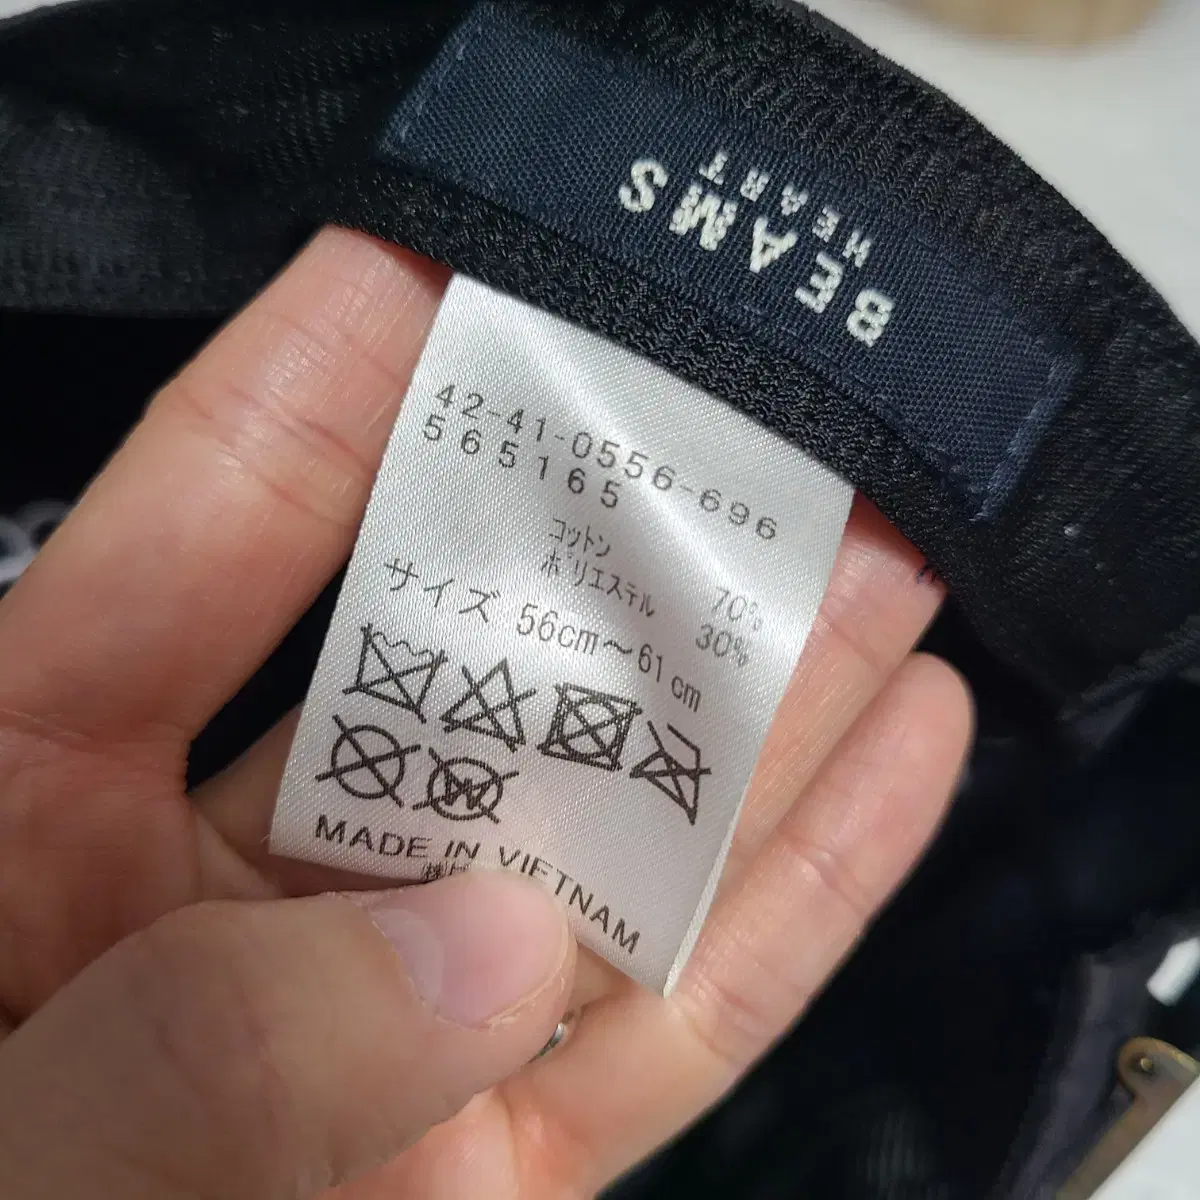 BEAMS
HEART
42-41-0556-696
565165
コットン 70%
ポリエステル 30%
サイズ 56cm～61cm
W
MADE IN VIETNAM
㈱